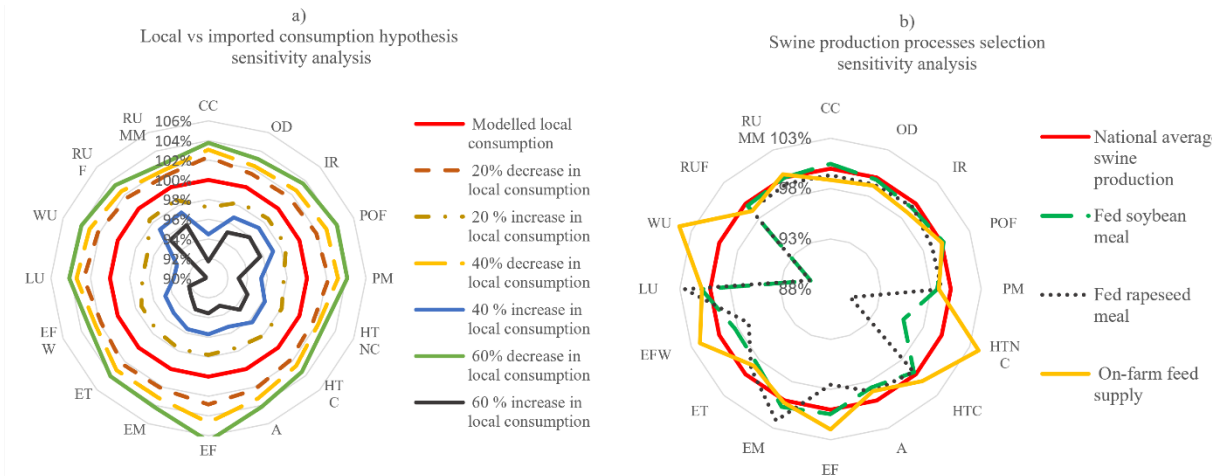 a)
Local vs imported consumption hypothesis
sensitivity analysis
CC
OD
IR
POF
PM
HT
NC
HT
C
A
EF
EM
ET
EF
W
LU
WU
RU
F
RU
MM
106%
104%
102%
100%
98%
96%
94%
92%
90%
Modelled local
consumption
20% decrease in
local consumption
20 % increase in
local consumption
40% decrease in
local consumption
40 % increase in
local consumption
60% decrease in
local consumption
60 % increase in
local consumption
b)
Swine production processes selection
sensitivity analysis
CC
OD
IR
POF
PM
HTN
C
HTC
A
EF
EM
ET
EFW
LU
WU
RUF
RU
MM
103%
98%
93%
88%
National average
swine
production
Fed soybean
meal
Fed rapeseed
meal
On-farm feed
supply